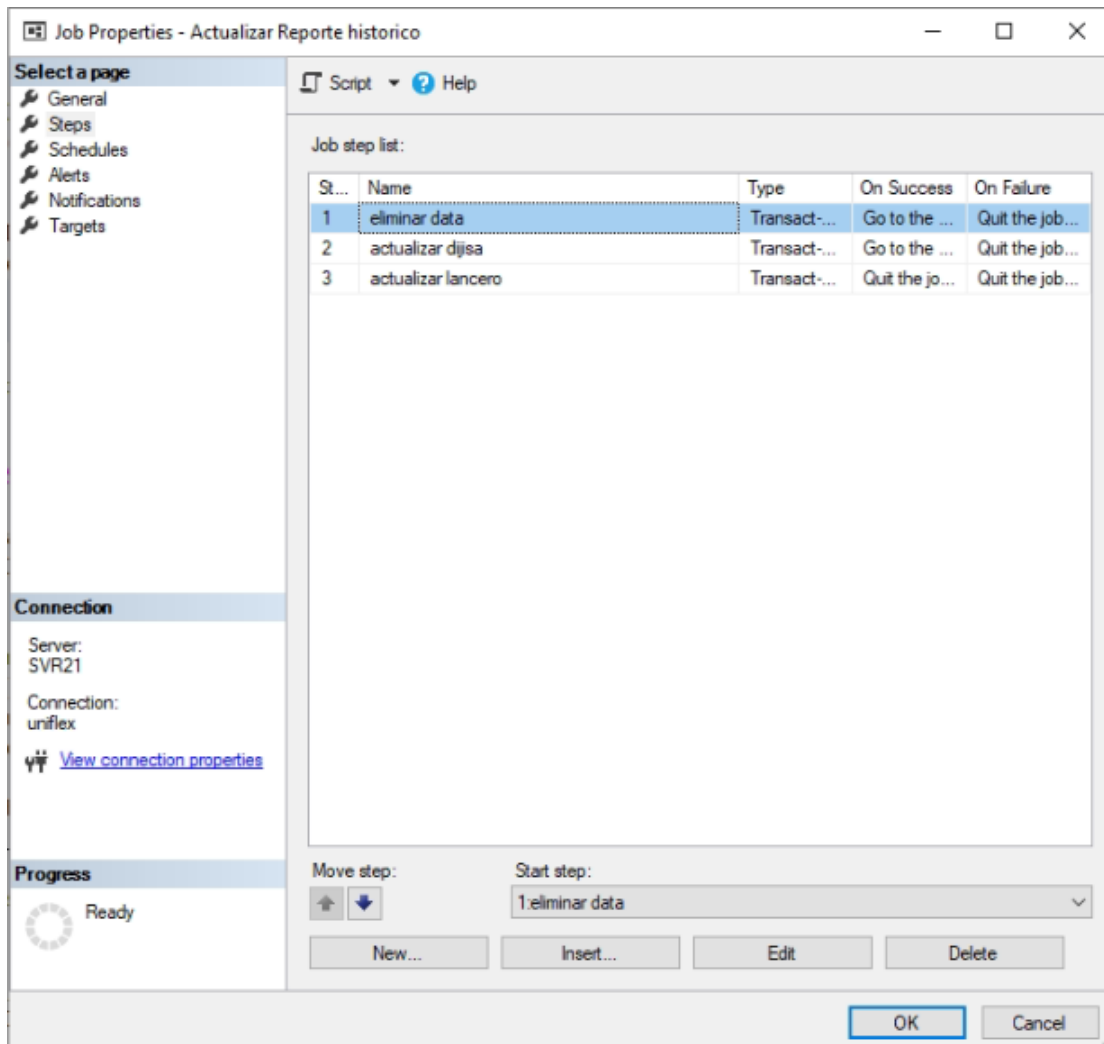 Job Properties - Actualizar Reporte historico
Select a page
General
Steps
Schedules
Alerts
Notifications
Targets
Script Help
Job step list:
St... Name Type On Success On Failure
1 eliminar data Transact-... Go to the ... Quit the job...
2 actualizar dijisa Transact-... Go to the ... Quit the job...
3 actualizar lancero Transact-... Quit the jo... Quit the job...
Connection
Server:
SVR21
Connection:
uniflex
View connection properties
Progress
Ready
Move step: Start step:
1:eliminar data
New... Insert... Edit Delete
OK Cancel